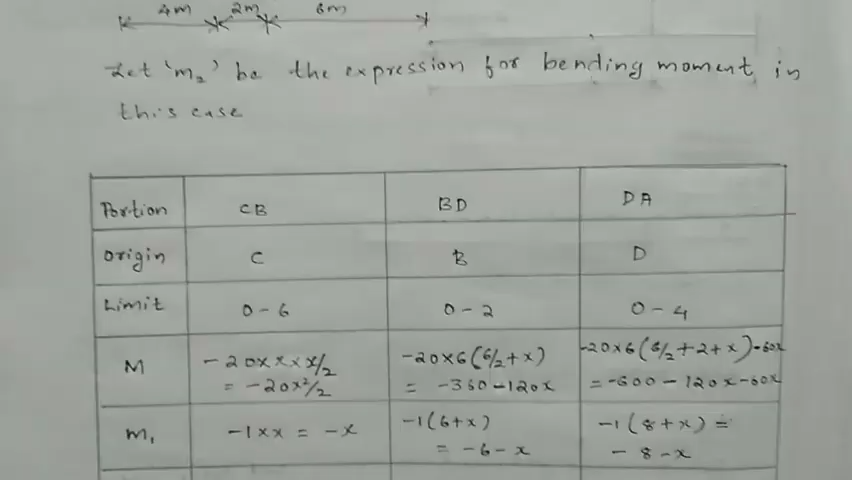 4m 2m 6m
Let 'm₂' be the expression for bending moment in
this case
Portion CB BD DA
Origin C B D
Limit 0-6 0-2 0-4
M -20×x×x/2 -20×6(6/2+x) -20×6(6/2+2+x)-60x
= -20x²/2 = -360-120x = -600-120x-60x
m₁ -1×x = -x -1(6+x) -1(8+x) =
= -6-x -8-x